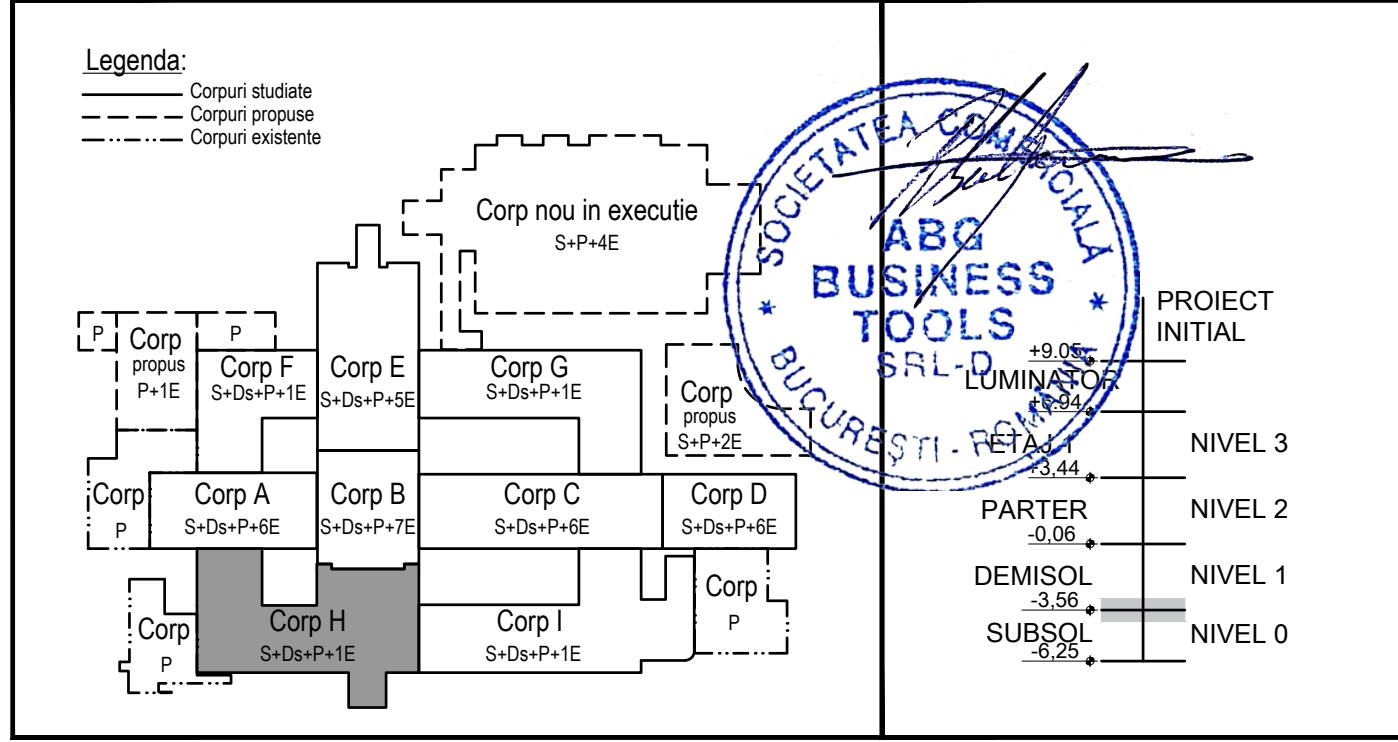 Legenda:
Corpuri studiate
Corpuri propuse
Corpuri existente
Corp nou in executie
S+P+4E
P
Corp
propus
P+1E
P
Corp F
S+Ds+P+1E
Corp E
S+Ds+P+5E
Corp G
S+Ds+P+1E
Corp
propus
S+P+2E
Corp
P
Corp A
S+Ds+P+6E
Corp B
S+Ds+P+7E
Corp C
S+Ds+P+6E
Corp D
S+Ds+P+6E
Corp
P
Corp H
S+Ds+P+1E
Corp I
S+Ds+P+1E
Corp
P
SOCIETATEA COMERCIALĂ
ABG
BUSINESS
TOOLS
SRL-D
* BUCUREŞTI - ROMÂNIA *
PROIECT
INITIAL
+9.05
LUMINATOR
+6.94
ETAJ 1
NIVEL 3
+3,44
PARTER
NIVEL 2
-0,06
DEMISOL
NIVEL 1
-3,56
SUBSOL
NIVEL 0
-6,25